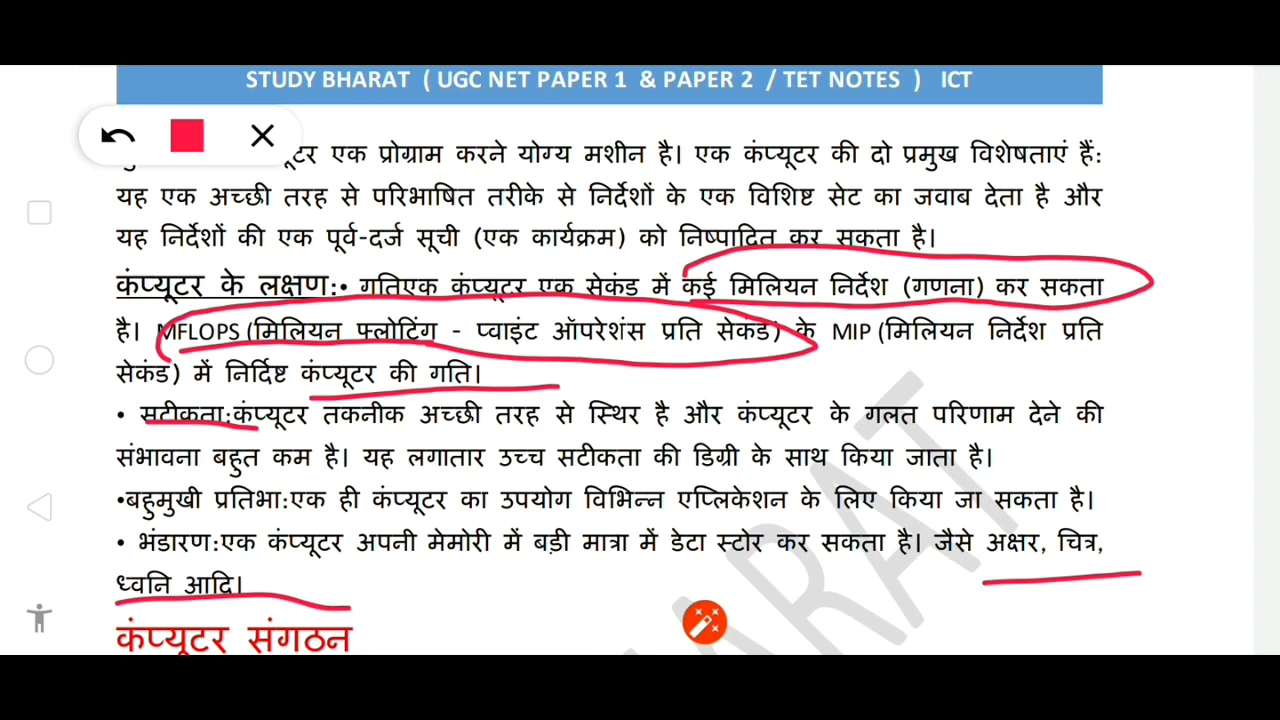 STUDY BHARAT ( UGC NET PAPER 1 & PAPER 2 / TET NOTES ) ICT
एक प्रोग्राम करने योग्य मशीन है। एक कंप्यूटर की दो प्रमुख विशेषताएं हैं:
यह एक अच्छी तरह से परिभाषित तरीके से निर्देशों के एक विशिष्ट सेट का जवाब देता है और
यह निर्देशों की एक पूर्व-दर्ज सूची (एक कार्यक्रम) को निष्पादित कर सकता है।
कंप्यूटर के लक्षण:• गतिएक कंप्यूटर एक सेकंड में कई मिलियन निर्देश (गणना) कर सकता
है। MFLOPS (मिलियन फ्लोटिंग - प्वाइंट ऑपरेशंस प्रति सेकंड) के MIP (मिलियन निर्देश प्रति
सेकंड) में निर्दिष्ट कंप्यूटर की गति।
• सटीकता:कंप्यूटर तकनीक अच्छी तरह से स्थिर है और कंप्यूटर के गलत परिणाम देने की
संभावना बहुत कम है। यह लगातार उच्च सटीकता की डिग्री के साथ किया जाता है।
•बहुमुखी प्रतिभा:एक ही कंप्यूटर का उपयोग विभिन्न एप्लिकेशन के लिए किया जा सकता है।
• भंडारण:एक कंप्यूटर अपनी मेमोरी में बड़ी मात्रा में डेटा स्टोर कर सकता है। जैसे अक्षर, चित्र,
ध्वनि आदि।
कंप्यूटर संगठन